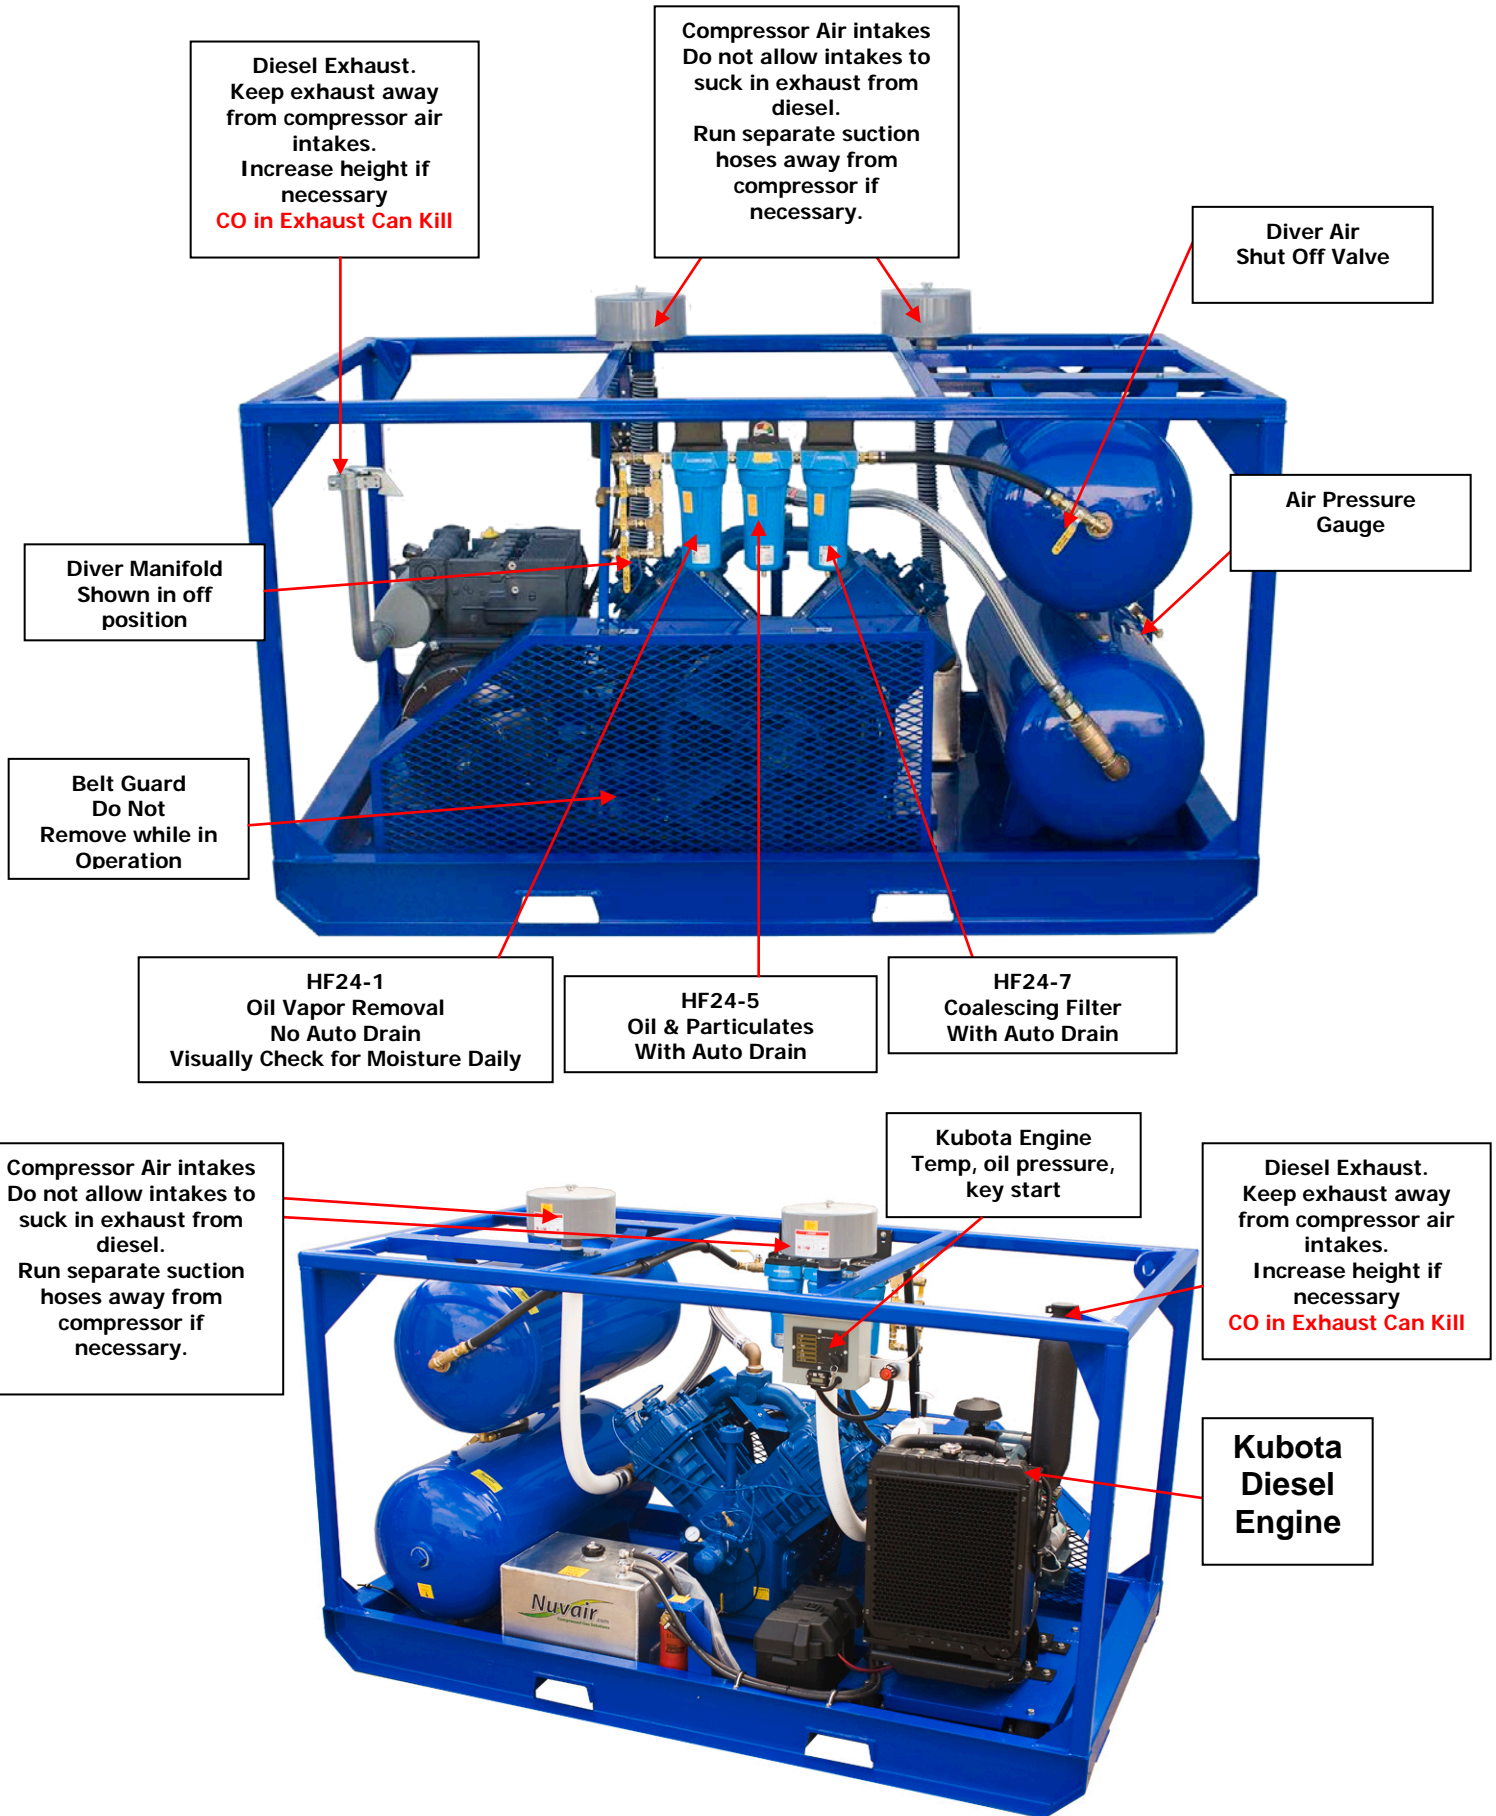 Compressor Air intakes
Do not allow intakes to
suck in exhaust from
diesel.
Run separate suction
hoses away from
compressor if
necessary.
Diesel Exhaust.
Keep exhaust away
from compressor air
intakes.
Increase height if
necessary
CO in Exhaust Can Kill
Diver Air
Shut Off Valve
Air Pressure
Gauge
Diver Manifold
Shown in off
position
Belt Guard
Do Not
Remove while in
Operation
HF24-1
Oil Vapor Removal
No Auto Drain
Visually Check for Moisture Daily
HF24-5
Oil & Particulates
With Auto Drain
HF24-7
Coalescing Filter
With Auto Drain
Kubota Engine
Temp, oil pressure,
key start
Compressor Air intakes
Do not allow intakes to
suck in exhaust from
diesel.
Run separate suction
hoses away from
compressor if
necessary.
Diesel Exhaust.
Keep exhaust away
from compressor air
intakes.
Increase height if
necessary
CO in Exhaust Can Kill
Kubota
Diesel
Engine
Nuvair.com
Compressed Gas Solutions